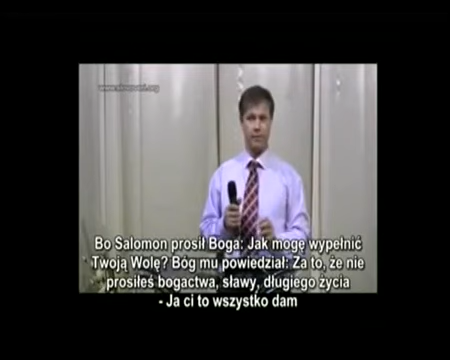 Bo Salomon prosił Boga: Jak mogę wypełnić
Twoją Wolę? Bóg mu powiedział: Za to, że nie
prosiłeś bogactwa, sławy, długiego życia
- Ja ci to wszystko dam